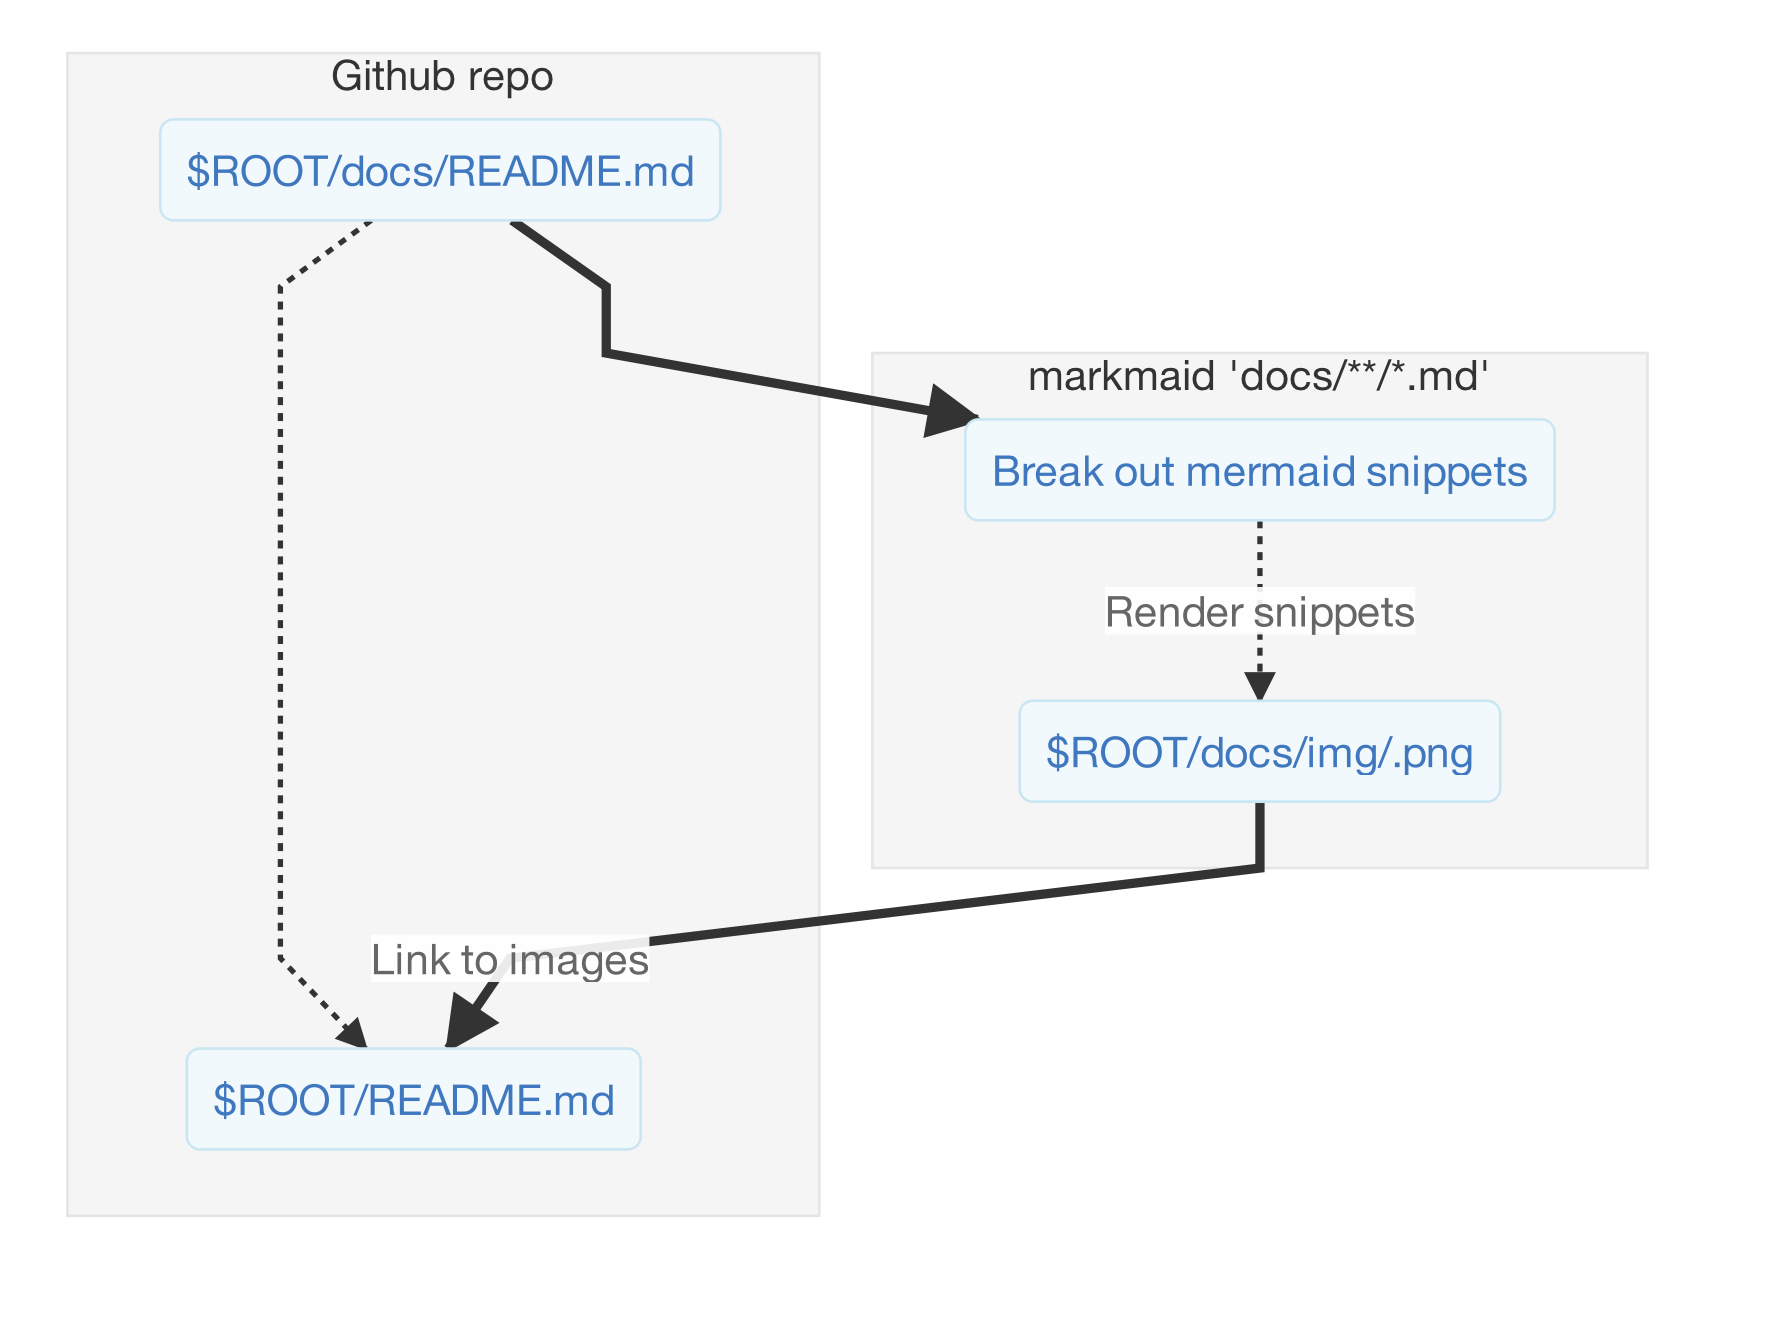 Github repo
$ROOT/docs/README.md
markmaid 'docs/**/*.md'
Break out mermaid snippets
Render snippets
$ROOT/docs/img/.png
Link to images
$ROOT/README.md